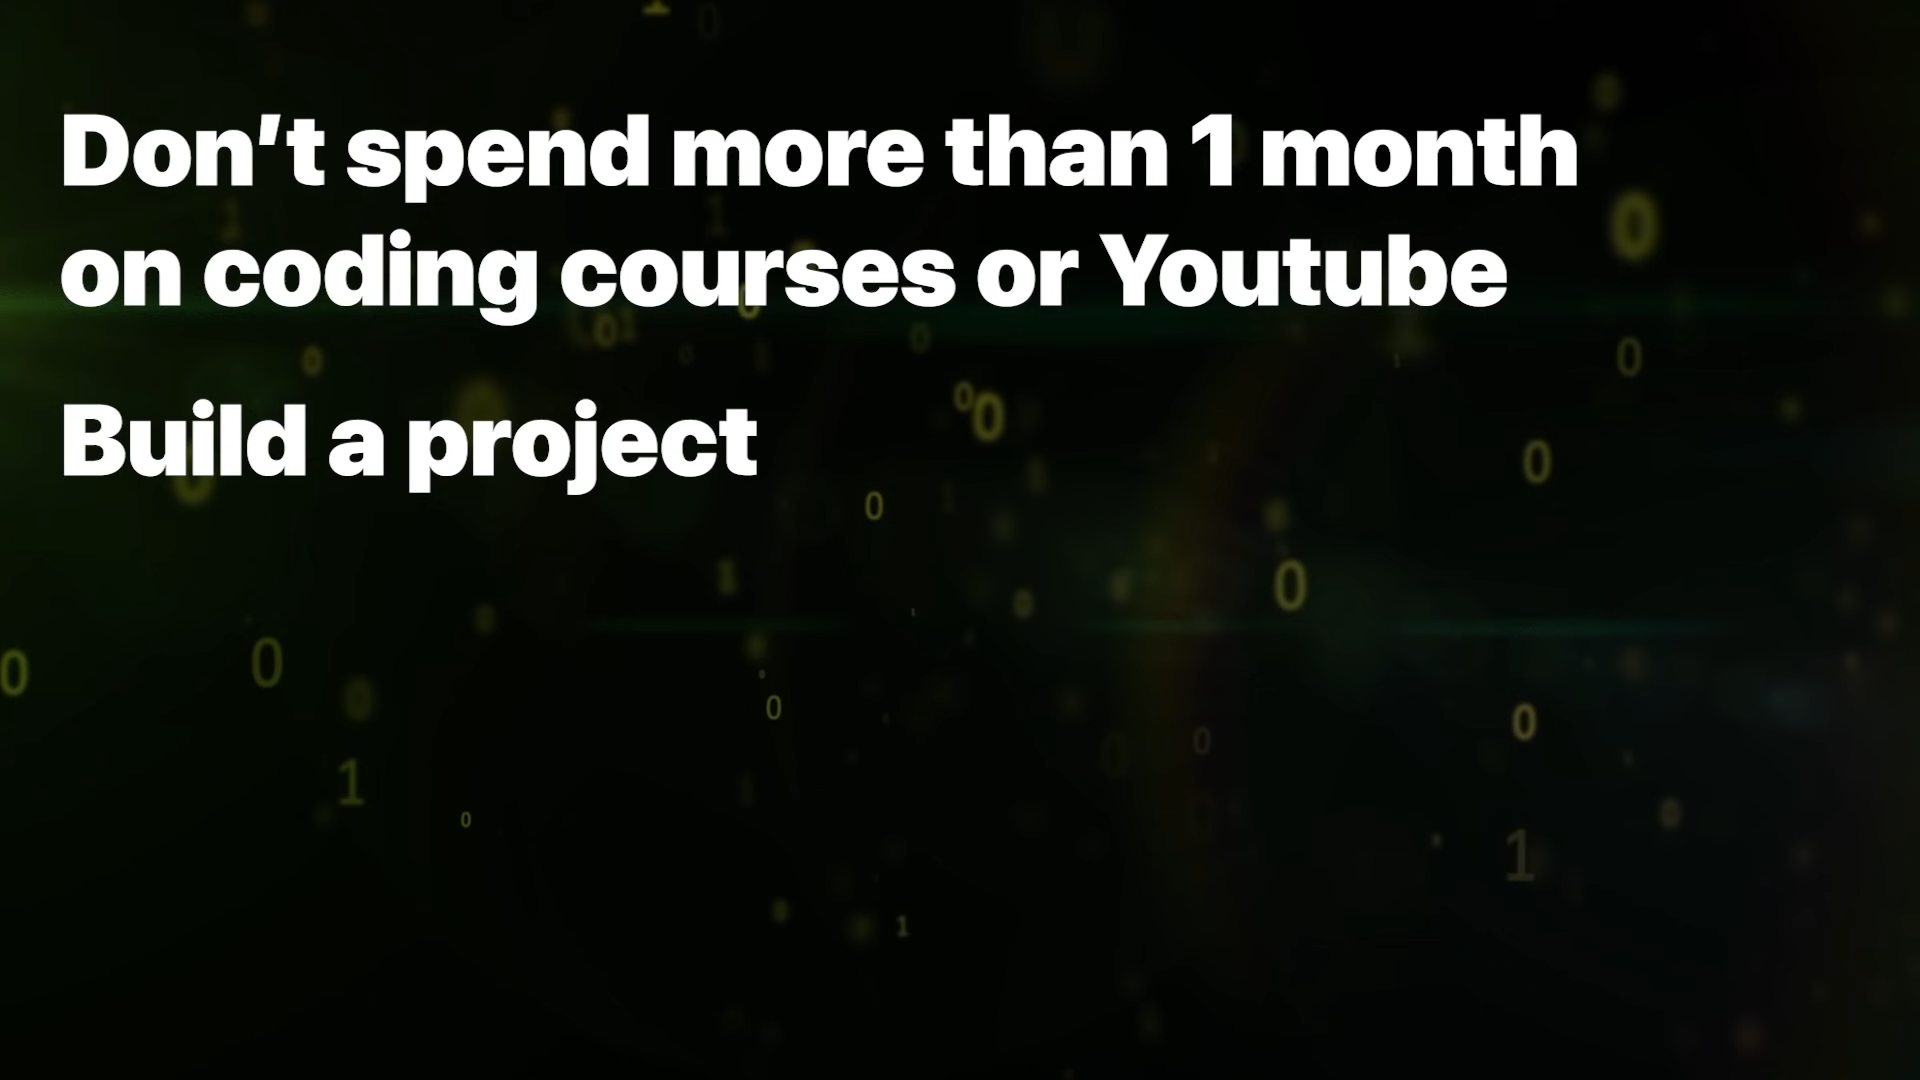 Don’t spend more than 1 month
on coding courses or Youtube
Build a project